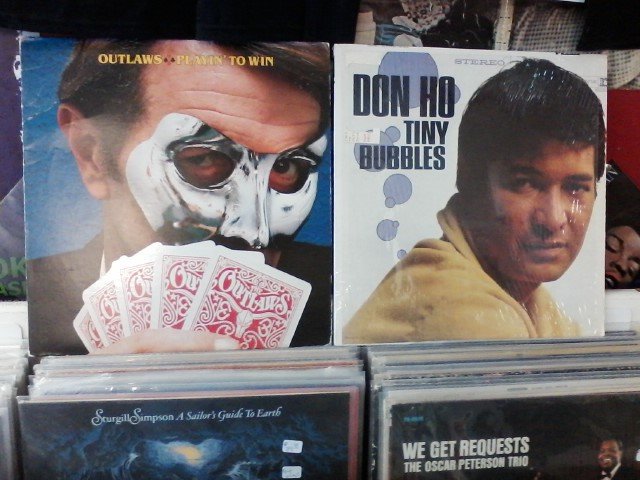 OUTLAWS PLAYIN' TO WIN
OUTLAWS
STEREO
DON HO
TINY
BUBBLES
Sturgill Simpson A Sailor's Guide To Earth
WE GET REQUESTS
THE OSCAR PETERSON TRIO